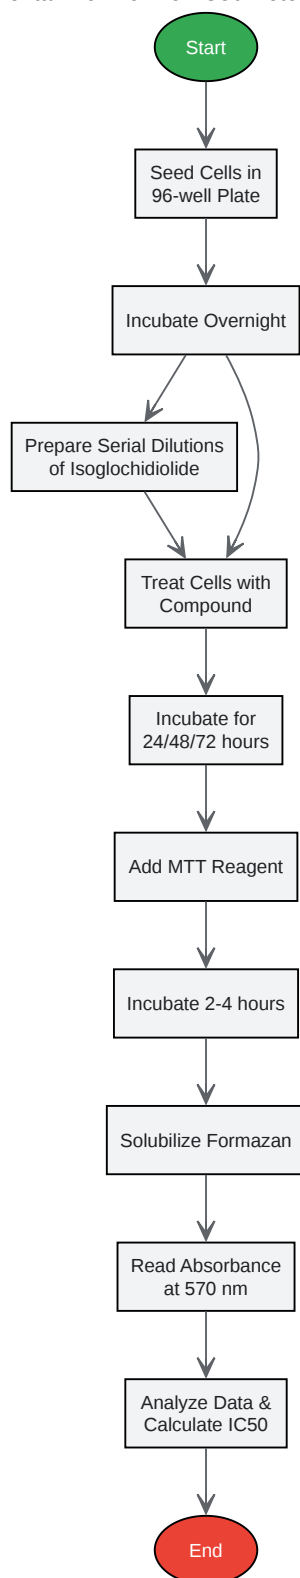 Start
Seed Cells in
96-well Plate
Incubate Overnight
Prepare Serial Dilutions
of Isoglochidiolide
Treat Cells with
Compound
Incubate for
24/48/72 hours
Add MTT Reagent
Incubate 2-4 hours
Solubilize Formazan
Read Absorbance
at 570 nm
Analyze Data &
Calculate IC50
End